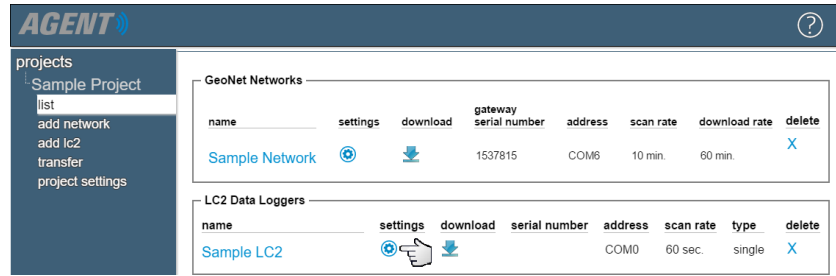 AGENT
?
projects
Sample Project
list
add network
add lc2
transfer
project settings
GeoNet Networks
name settings download gateway serial number address scan rate download rate delete
Sample Network 1537815 COM6 10 min. 60 min. X
LC2 Data Loggers
name settings download serial number address scan rate type delete
Sample LC2 COM0 60 sec. single X